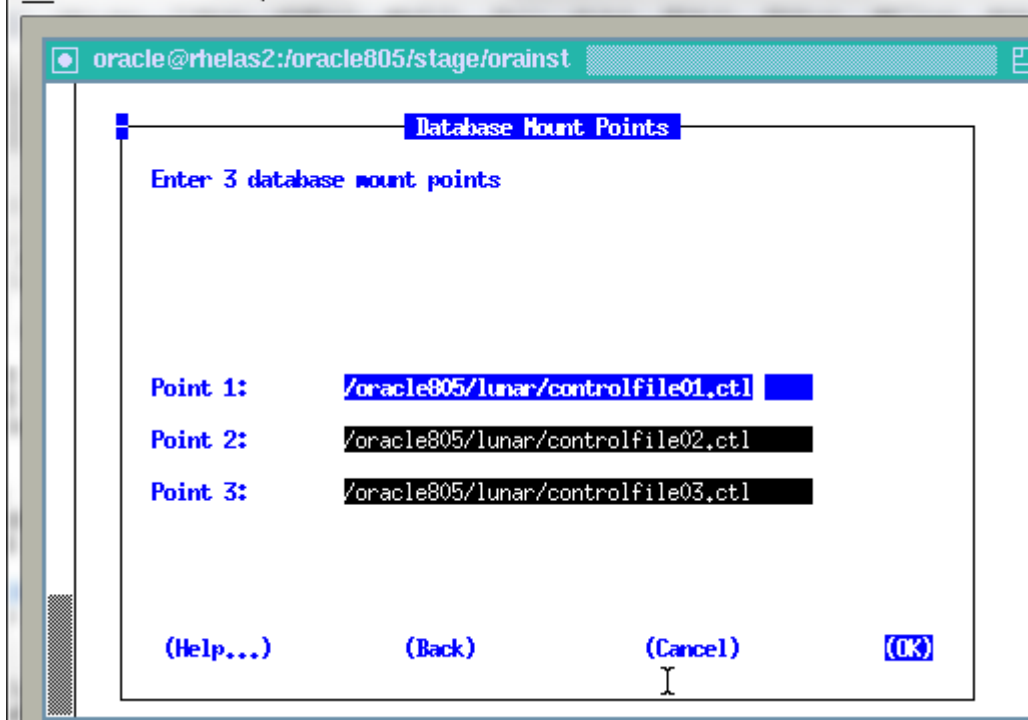 oracle@rhelas2:/oracle805/stage/orainst
Database Mount Points
Enter 3 database mount points
Point 1: /oracle805/lunar/controlfile01.ctl
Point 2: /oracle805/lunar/controlfile02.ctl
Point 3: /oracle805/lunar/controlfile03.ctl
(Help...) (Back) (Cancel) (OK)